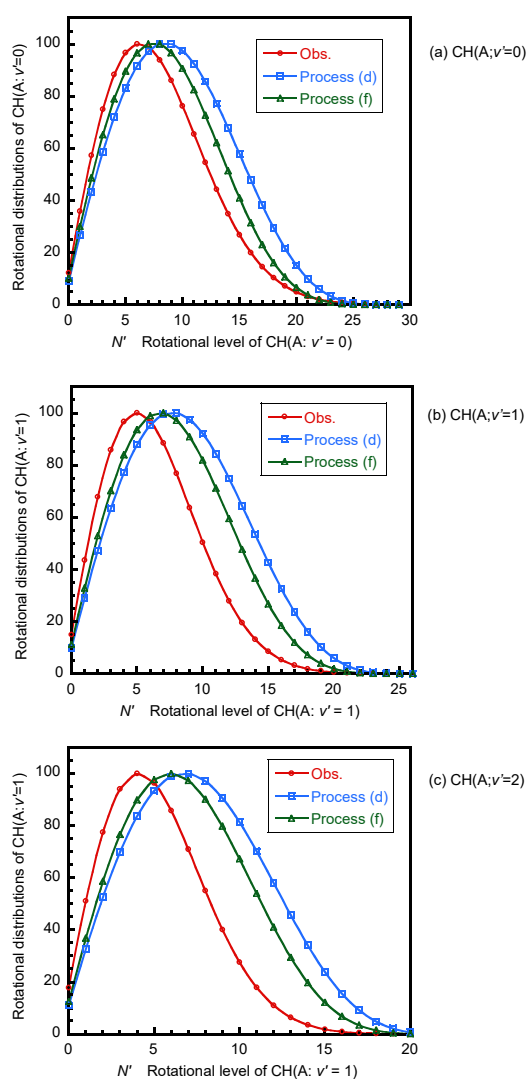 (a) CH(A;v'=0)
Rotational distributions of CH(A: v'=0)
100
80
60
40
20
0
Obs.
Process (d)
Process (f)
0 5 10 15 20 25 30
N' Rotational level of CH(A: v' = 0)
(b) CH(A;v'=1)
Rotational distributions of CH(A: v'=1)
100
80
60
40
20
0
Obs.
Process (d)
Process (f)
0 5 10 15 20 25
N' Rotational level of CH(A: v' = 1)
(c) CH(A;v'=2)
Rotational distributions of CH(A: v'=1)
100
80
60
40
20
0
Obs.
Process (d)
Process (f)
0 5 10 15 20
N' Rotational level of CH(A: v' = 1)